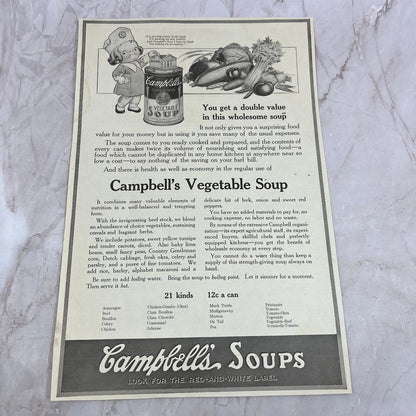 Campbell's
VEGETABLE
SOUP
You get a double value
in this wholesome soup
It not only gives you a surprising food
value for your money but in using it you save many of the usual expenses.
The soup comes to you ready cooked and prepared, and the contents of
every can makes twice its volume of nourishing and satisfying food—a
food which cannot be duplicated in any home kitchen at anywhere near so
low a cost—to say nothing of the saving on your fuel bill.
And there is health as well as economy in the regular use of
Campbell's Vegetable Soup
It combines many valuable elements of
nutrition in a well-balanced and tempting
form.
With the invigorating beef stock, we blend
an abundance of choice vegetables, sustaining
cereals and fragrant herbs.
We include potatoes, sweet yellow rutabagas
and tender carrots, diced. Also baby lima
beans, small fancy peas, Country Gentleman
corn, Dutch cabbage, fresh okra, celery and
parsley, and a puree of fine tomatoes. We
add rice, barley, alphabet macaroni and a
delicate bit of leek, onion and sweet red
peppers.
You have no added materials to pay for, no
cooking expense, no labor and no waste.
By means of the extensive Campbell organi-
zation—its expert agricultural staff, its experi-
enced buyers, skillful chefs and perfectly
equipped kitchens—you get the benefit of
wholesale economy at every step.
You cannot do a wiser thing than keep a
supply of this strength-giving soup always on
hand.
Be sure to add boiling water. Bring the soup to boiling point. Let it simmer for a moment.
Then serve it hot.
21 kinds 12c a can
Asparagus
Beef
Bouillon
Celery
Chicken
Chicken-Gumbo (Okra)
Clam Bouillon
Clam Chowder
Consommé
Julienne
Mock Turtle
Mulligatawny
Mutton
Ox Tail
Pea
Printanier
Tomato
Tomato-Okra
Vegetable
Vegetable-Beef
Vermicelli-Tomato
Campbell's SOUPS
LOOK FOR THE RED-AND-WHITE LABEL